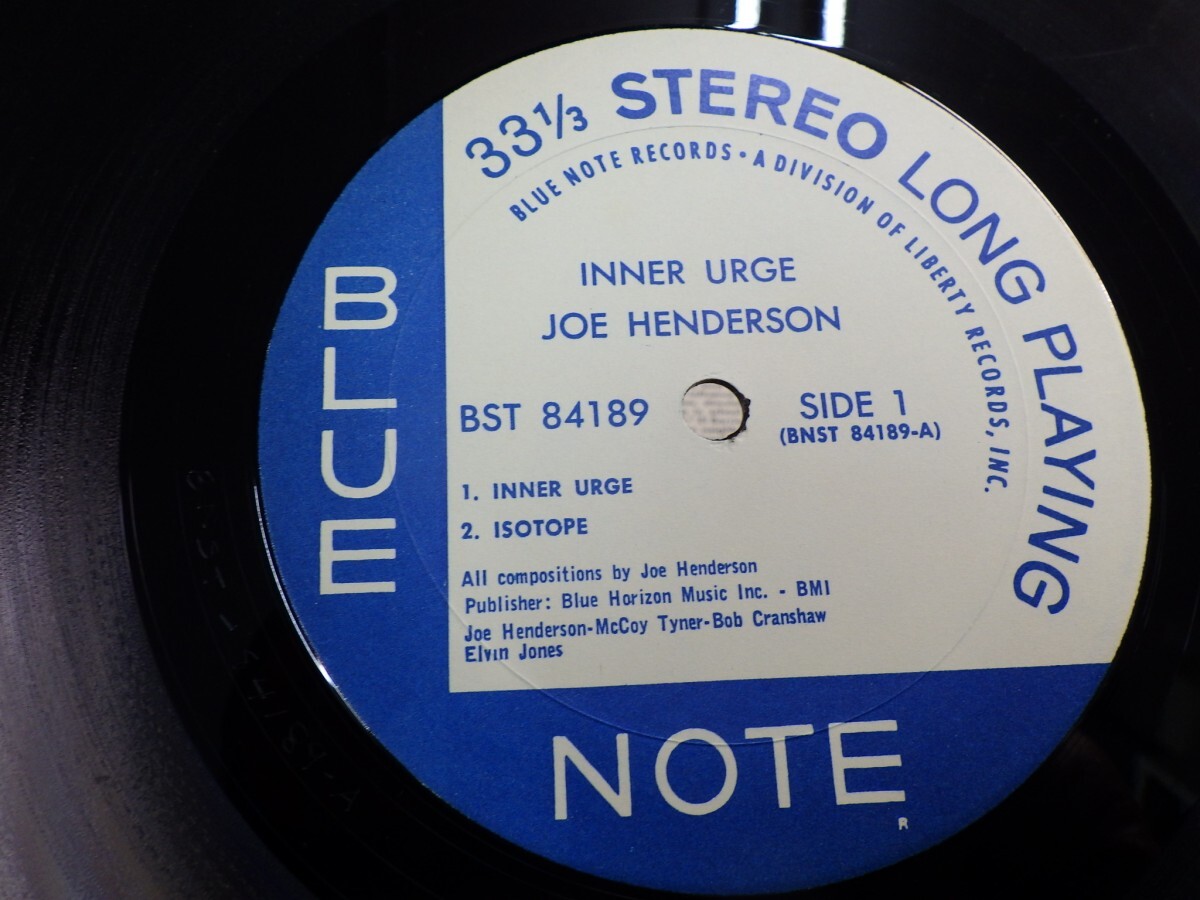 33 1/3 STEREO LONG PLAYING
BLUE NOTE RECORDS · A DIVISION OF LIBERTY RECORDS, INC.
INNER URGE
JOE HENDERSON
BST 84189
SIDE 1
(BNST 84189-A)
1. INNER URGE
2. ISOTOPE
All compositions by Joe Henderson
Publisher: Blue Horizon Music Inc. - BMI
Joe Henderson-McCoy Tyner-Bob Cranshaw
Elvin Jones
BLUE
NOTE
R